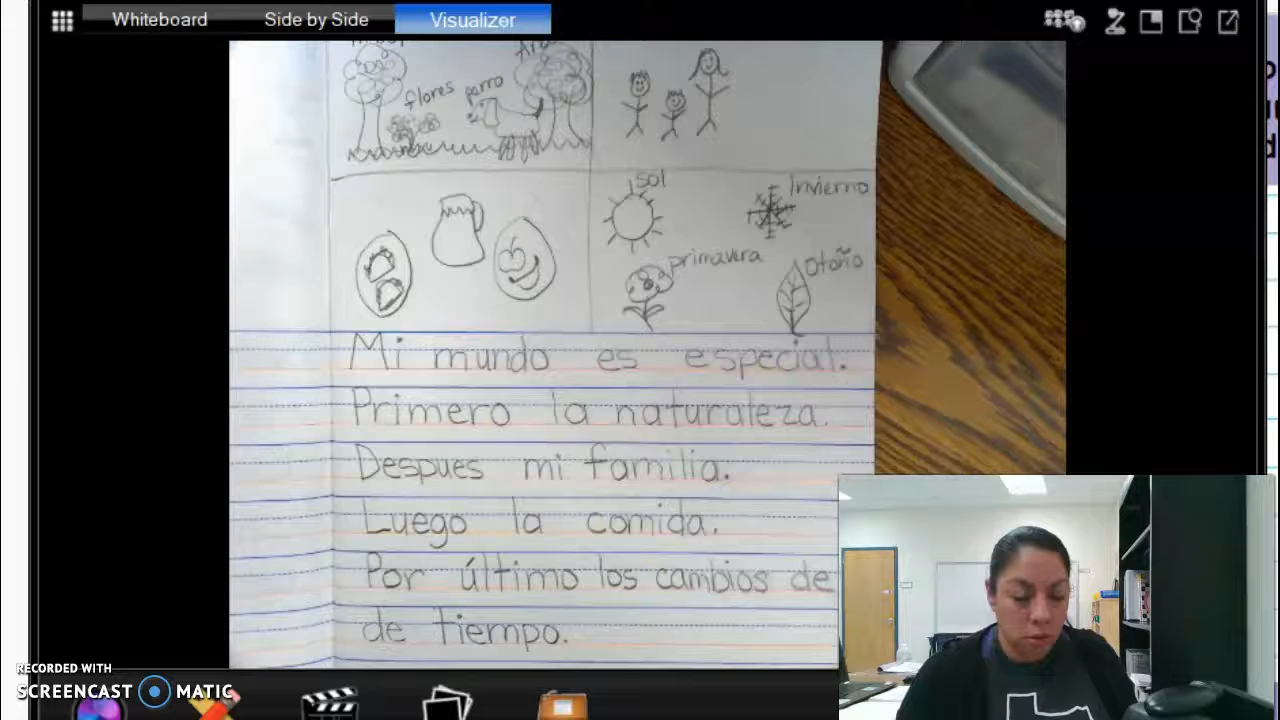 Whiteboard Side by Side Visualizer
flores perro
sol Invierno
primavera Otoño
Mi mundo es especial.
Primero la naturaleza.
Despues mi familia.
Luego la comida.
Por último los cambios de
de tiempo.
RECORDED WITH
SCREENCAST MATIC